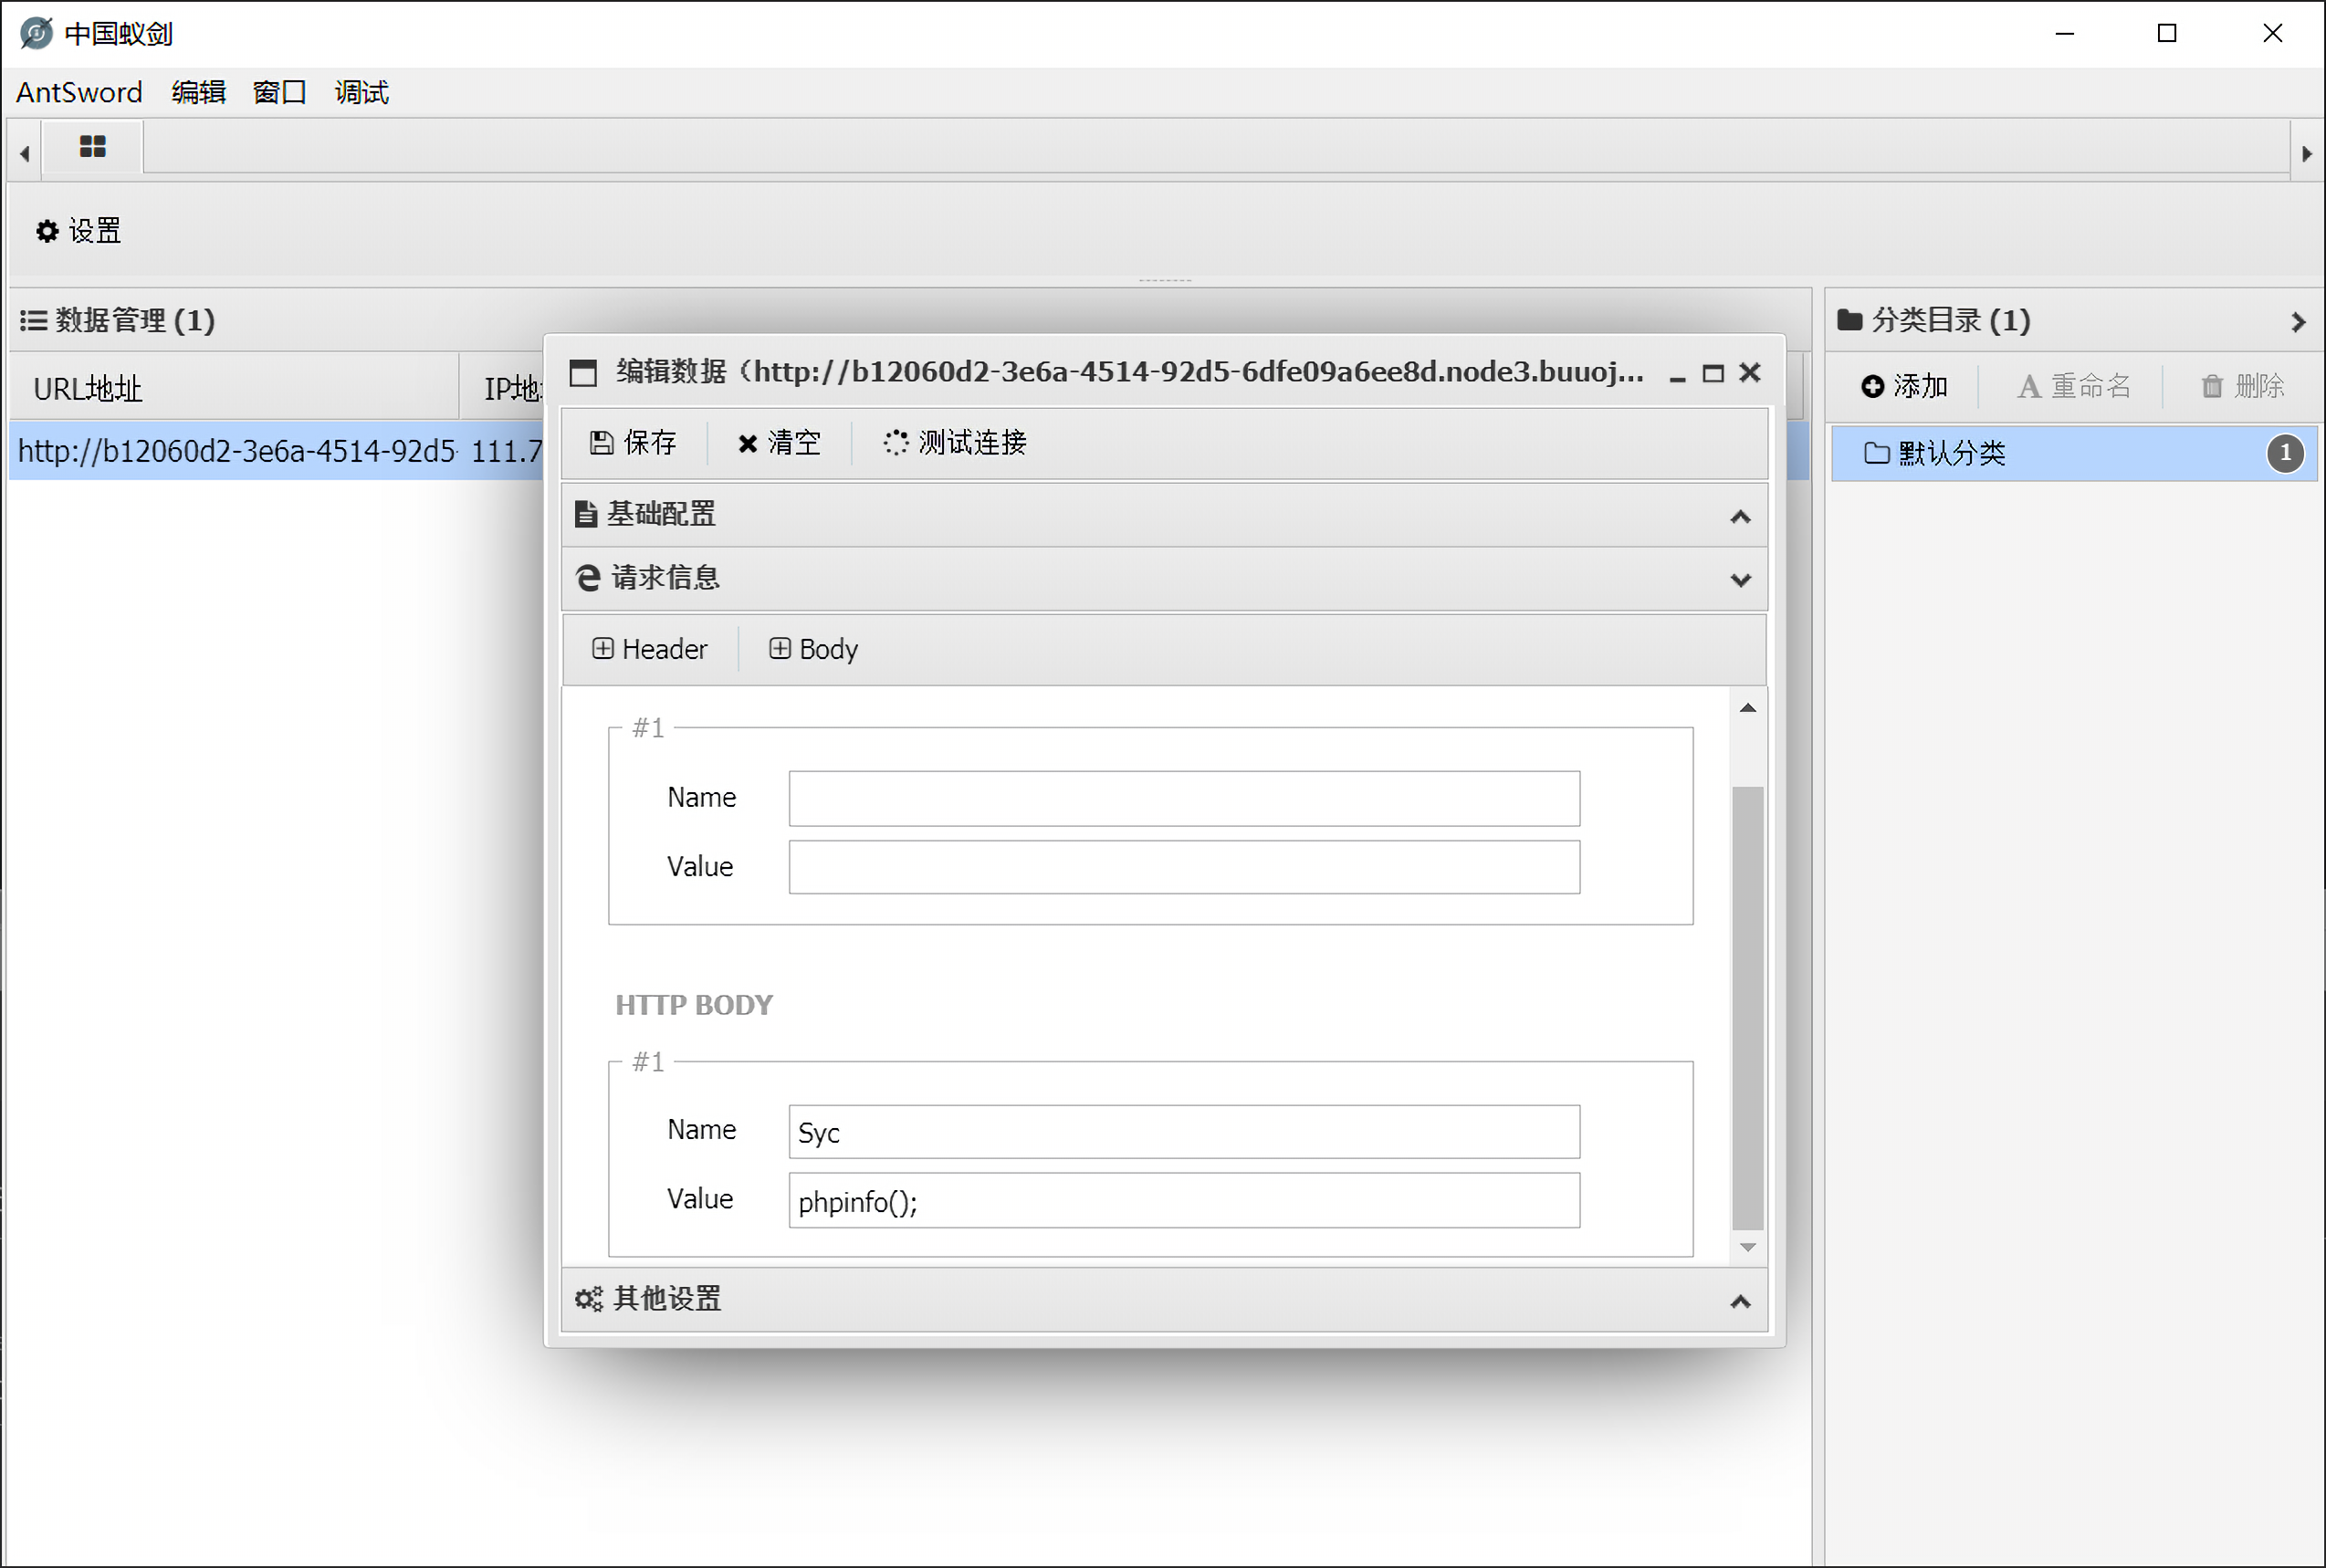 中国蚁剑
AntSword 编辑 窗口 调试
设置
数据管理 (1)
分类目录 (1)
URL地址 IP地
编辑数据（http://b12060d2-3e6a-4514-92d5-6dfe09a6ee8d.node3.buuoj...
添加 重命名 删除
http://b12060d2-3e6a-4514-92d5- 111.7
保存 清空 测试连接
默认分类 1
基础配置
请求信息
Header Body
#1
Name
Value
HTTP BODY
#1
Name Syc
Value phpinfo();
其他设置